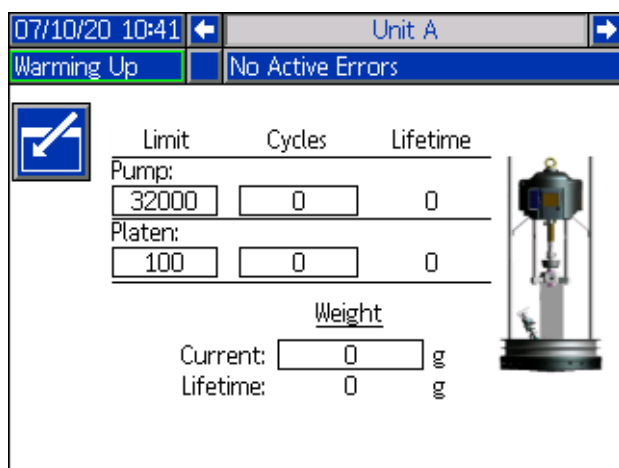 07/10/20 10:41 Unit A
Warming Up No Active Errors
Limit Cycles Lifetime
Pump:
32000 0 0
Platen:
100 0 0
Weight
Current: 0 g
Lifetime: 0 g